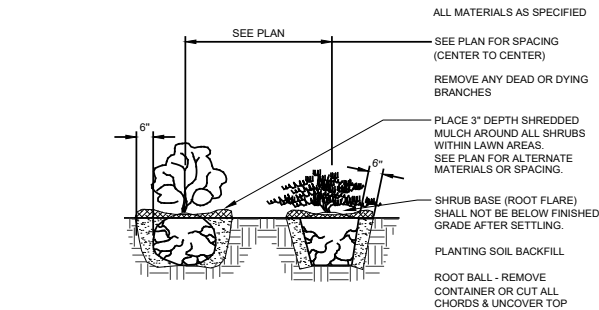 ALL MATERIALS AS SPECIFIED
SEE PLAN
SEE PLAN FOR SPACING
(CENTER TO CENTER)
REMOVE ANY DEAD OR DYING
BRANCHES
6"
PLACE 3" DEPTH SHREDDED
MULCH AROUND ALL SHRUBS
WITHIN LAWN AREAS.
SEE PLAN FOR ALTERNATE
MATERIALS OR SPACING.
6"
SHRUB BASE (ROOT FLARE)
SHALL NOT BE BELOW FINISHED
GRADE AFTER SETTLING.
PLANTING SOIL BACKFILL
ROOT BALL - REMOVE
CONTAINER OR CUT ALL
CHORDS & UNCOVER TOP